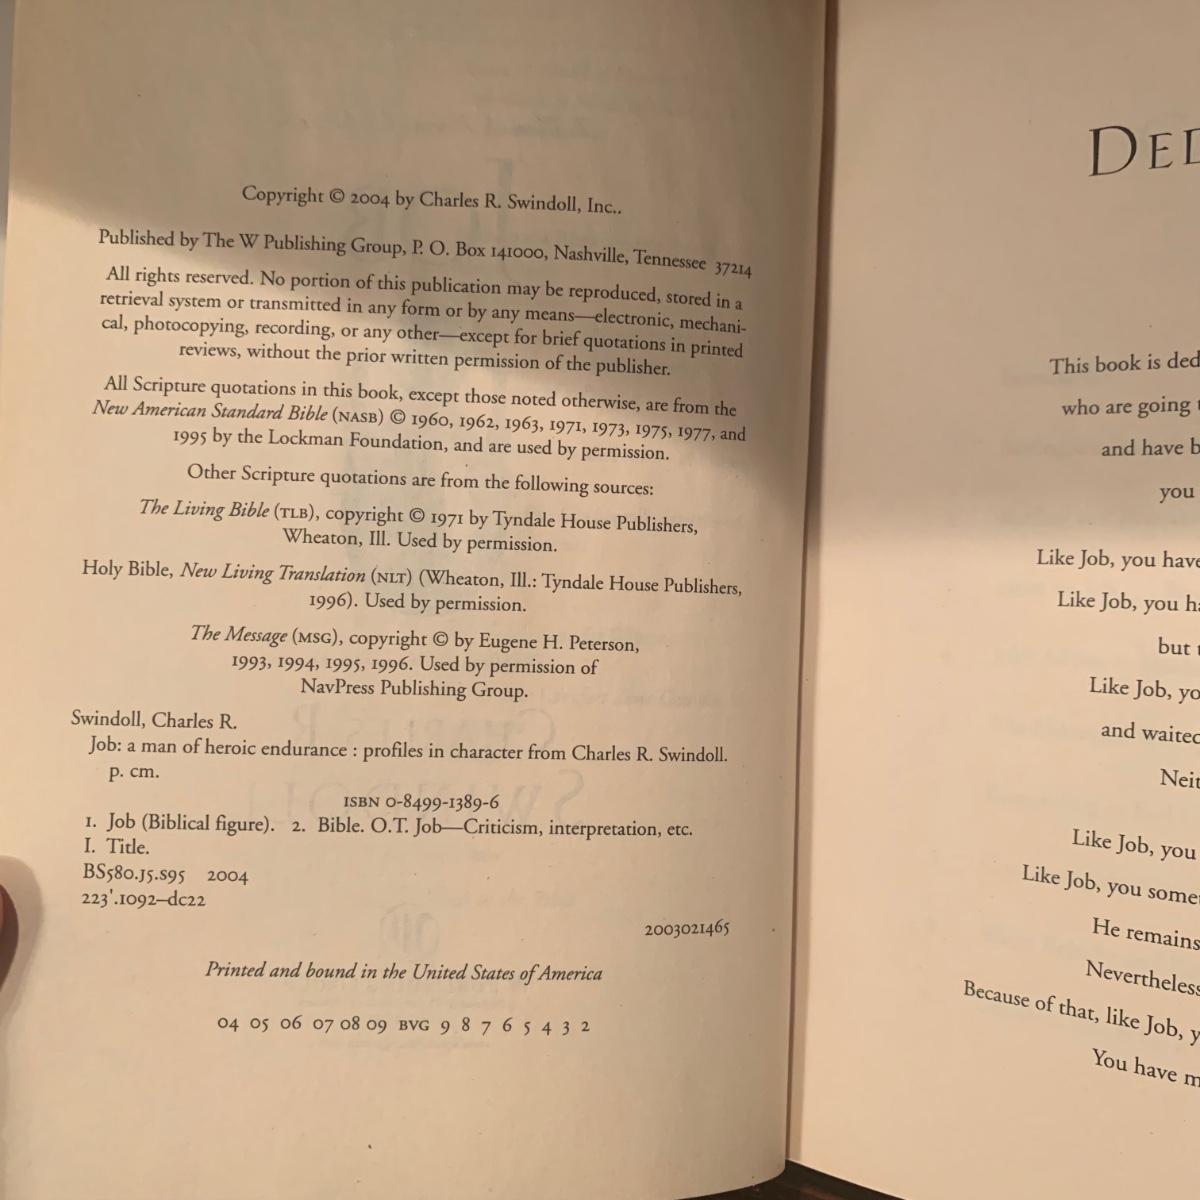 Copyright © 2004 by Charles R. Swindoll, Inc..
Published by The W Publishing Group, P. O. Box 141000, Nashville, Tennessee 37214
All rights reserved. No portion of this publication may be reproduced, stored in a
retrieval system or transmitted in any form or by any means—electronic, mechani-
cal, photocopying, recording, or any other—except for brief quotations in printed
reviews, without the prior written permission of the publisher.
All Scripture quotations in this book, except those noted otherwise, are from the
New American Standard Bible (NASB) © 1960, 1962, 1963, 1971, 1973, 1975, 1977, and
1995 by the Lockman Foundation, and are used by permission.
Other Scripture quotations are from the following sources:
The Living Bible (TLB), copyright © 1971 by Tyndale House Publishers,
Wheaton, Ill. Used by permission.
Holy Bible, New Living Translation (NLT) (Wheaton, Ill.: Tyndale House Publishers,
1996). Used by permission.
The Message (MSG), copyright © by Eugene H. Peterson,
1993, 1994, 1995, 1996. Used by permission of
NavPress Publishing Group.
Swindoll, Charles R.
Job: a man of heroic endurance : profiles in character from Charles R. Swindoll.
p. cm.
ISBN 0-8499-1389-6
1. Job (Biblical figure). 2. Bible. O.T. Job—Criticism, interpretation, etc.
I. Title.
BS580.J5.S95 2004
223'.1092—dc22
2003021465
Printed and bound in the United States of America
04 05 06 07 08 09 BVG 9 8 7 6 5 4 3 2
DED
This book is ded
who are going
and have b
you
Like Job, you have
Like Job, you ha
but
Like Job, yo
and waited
Neit
Like Job, you
Like Job, you some
He remains
Nevertheless
Because of that, like Job, y
You have m